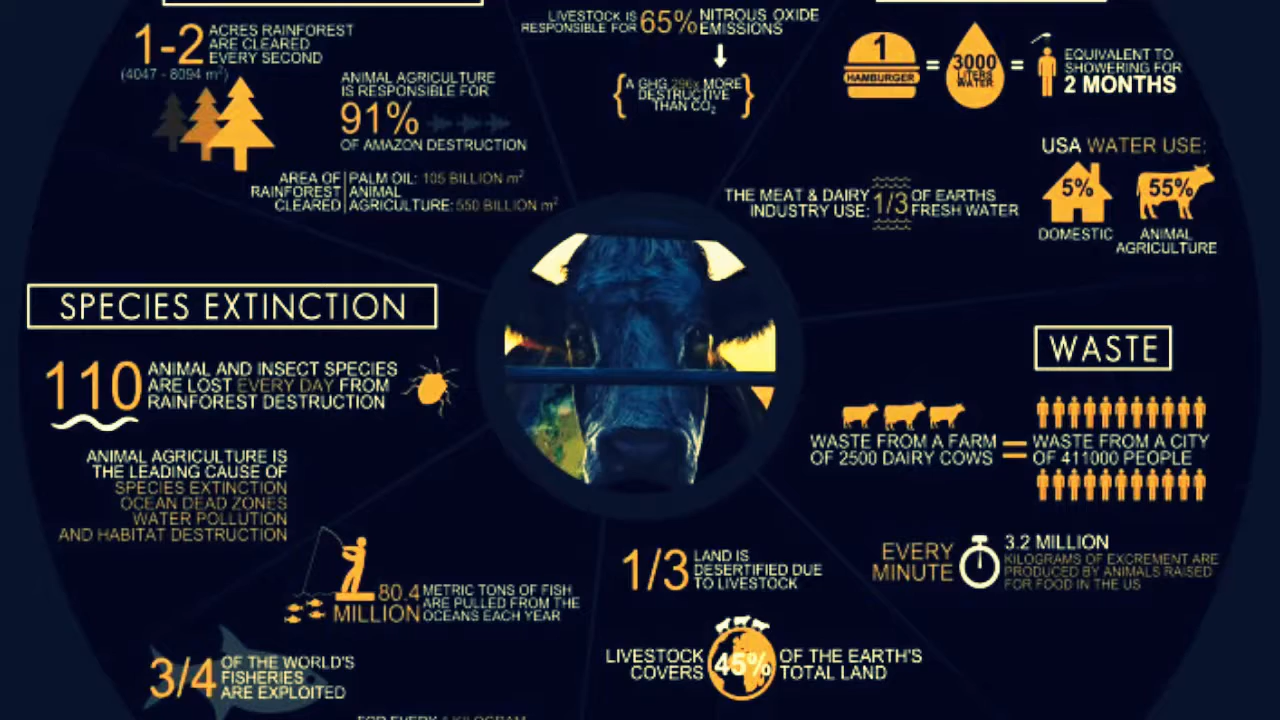 1-2 ACRES RAINFOREST
ARE CLEARED
EVERY SECOND
(4047 - 8094 m²)
ANIMAL AGRICULTURE
IS RESPONSIBLE FOR
91%
OF AMAZON DESTRUCTION
AREA OF
RAINFOREST
CLEARED
PALM OIL: 105 BILLION m²
ANIMAL
AGRICULTURE: 550 BILLION m²
LIVESTOCK IS
RESPONSIBLE FOR
65%
NITROUS OXIDE
EMISSIONS
A GHG 296x MORE
DESTRUCTIVE
THAN CO₂
1
HAMBURGER
=
3000
LITERS
WATER
=
EQUIVALENT TO
SHOWERING FOR
2 MONTHS
THE MEAT & DAIRY
INDUSTRY USE:
1/3
OF EARTHS
FRESH WATER
USA WATER USE:
5%
DOMESTIC
55%
ANIMAL
AGRICULTURE
SPECIES EXTINCTION
110
ANIMAL AND INSECT SPECIES
ARE LOST EVERY DAY FROM
RAINFOREST DESTRUCTION
ANIMAL AGRICULTURE IS
THE LEADING CAUSE OF
SPECIES EXTINCTION
OCEAN DEAD ZONES
WATER POLLUTION
AND HABITAT DESTRUCTION
80.4
MILLION
METRIC TONS OF FISH
ARE PULLED FROM THE
OCEANS EACH YEAR
3/4
OF THE WORLD'S
FISHERIES
ARE EXPLOITED
FOR EVERY 1 KILOGRAM
1/3
LAND IS
DESERTIFIED DUE
TO LIVESTOCK
LIVESTOCK
COVERS
45%
OF THE EARTH'S
TOTAL LAND
WASTE
WASTE FROM A FARM
OF 2500 DAIRY COWS
=
WASTE FROM A CITY
OF 411000 PEOPLE
EVERY
MINUTE
3.2 MILLION
KILOGRAMS OF EXCREMENT ARE
PRODUCED BY ANIMALS RAISED
FOR FOOD IN THE US